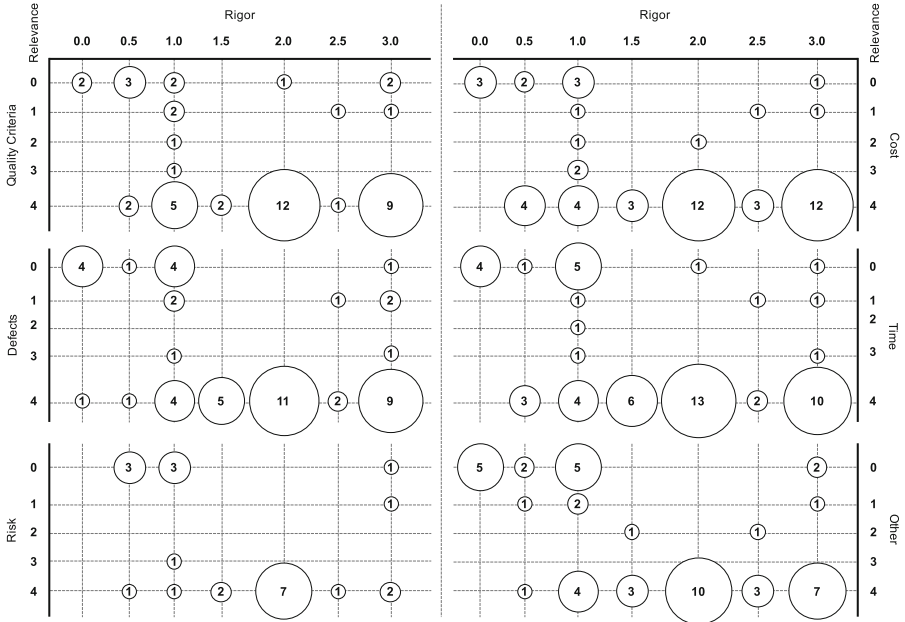 Rigor Rigor
Relevance 0.0 0.5 1.0 1.5 2.0 2.5 3.0 0.0 0.5 1.0 1.5 2.0 2.5 3.0 Relevance
Quality Criteria
0 2 3 2 1 2 3 2 3 1 0
1 2 1 1 1 1 1 1
2 1 1 1 2
3 1 2 3
4 2 5 2 12 1 9 4 4 3 12 3 12 4
Cost
Defects
0 4 1 4 1 4 1 5 1 1 0
1 2 1 2 1 1 1 1
2 1 2
3 1 1 1 1 3
4 1 1 4 5 11 2 9 3 4 6 13 2 10 4
Time
Risk
0 3 3 1 5 2 5 2 0
1 1 1 2 1 1
2 1 1 2
3 1 3
4 1 1 2 7 1 2 1 4 3 10 3 7 4
Other